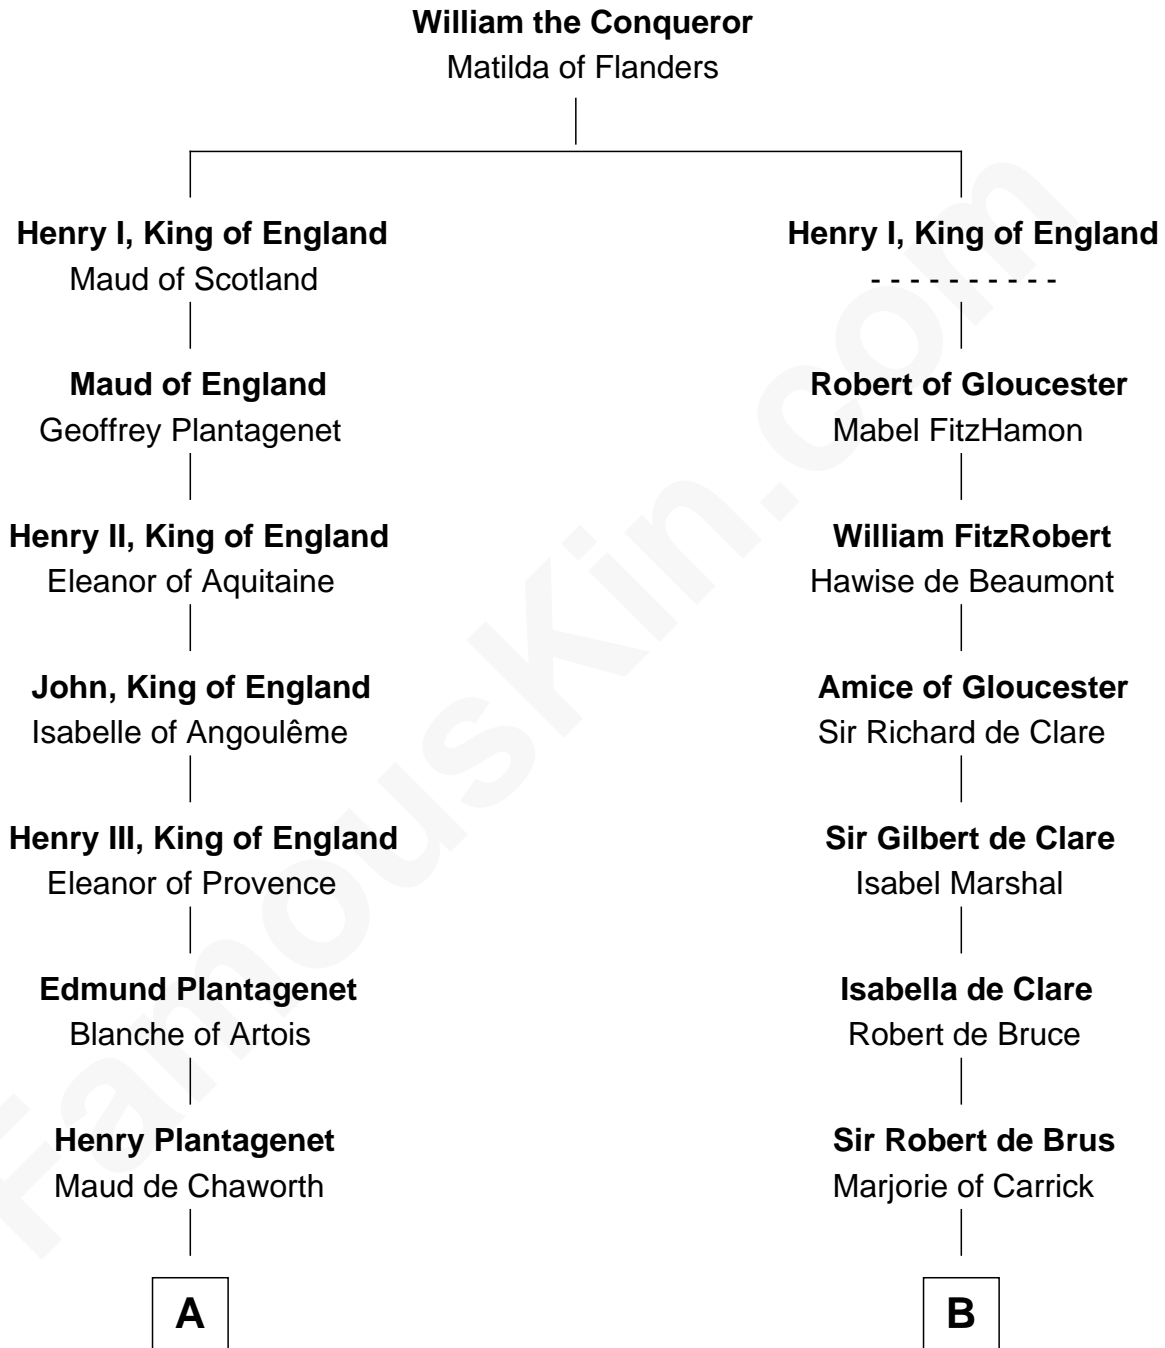 William the Conqueror
Matilda of Flanders
Henry I, King of England
Maud of Scotland
Maud of England
Geoffrey Plantagenet
Henry II, King of England
Eleanor of Aquitaine
John, King of England
Isabelle of Angoulême
Henry III, King of England
Eleanor of Provence
Edmund Plantagenet
Blanche of Artois
Henry Plantagenet
Maud de Chaworth
A
Henry I, King of England
- - - - - - - - - -
Robert of Gloucester
Mabel FitzHamon
William FitzRobert
Hawise de Beaumont
Amice of Gloucester
Sir Richard de Clare
Sir Gilbert de Clare
Isabel Marshal
Isabella de Clare
Robert de Bruce
Sir Robert de Brus
Marjorie of Carrick
B
FamousKin.com